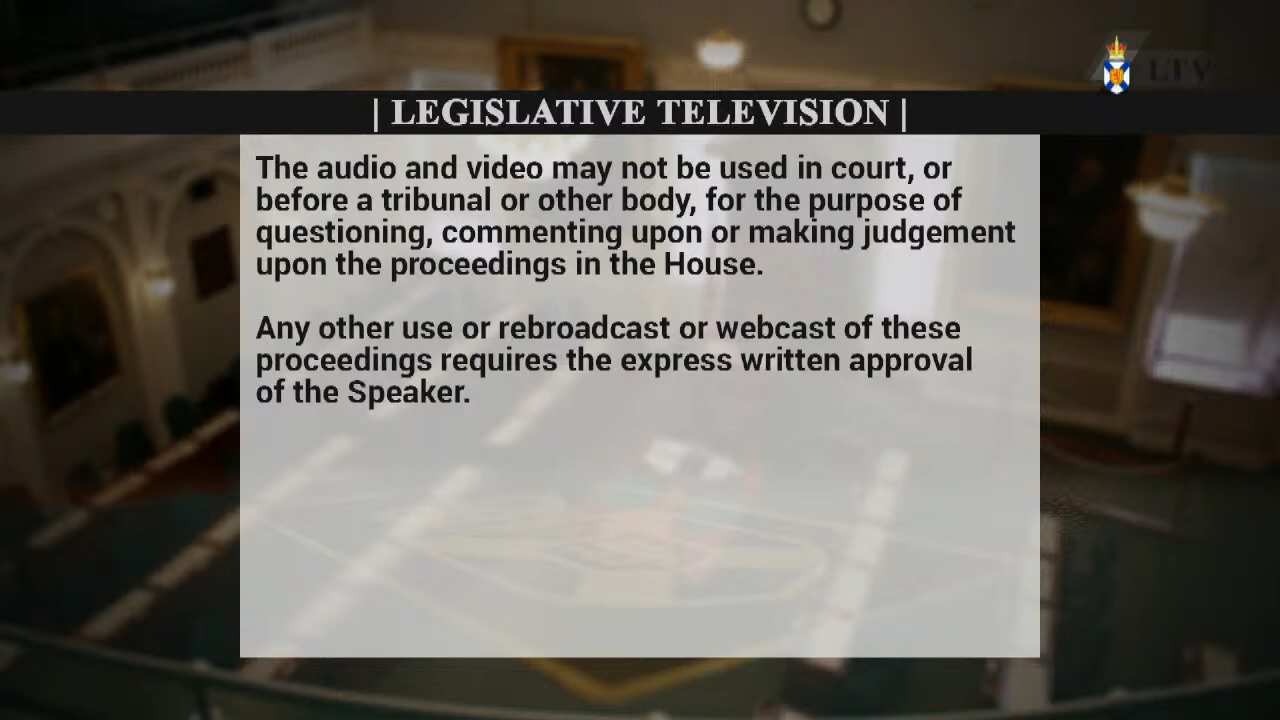 LTV
| LEGISLATIVE TELEVISION |
The audio and video may not be used in court, or
before a tribunal or other body, for the purpose of
questioning, commenting upon or making judgement
upon the proceedings in the House.
Any other use or rebroadcast or webcast of these
proceedings requires the express written approval
of the Speaker.